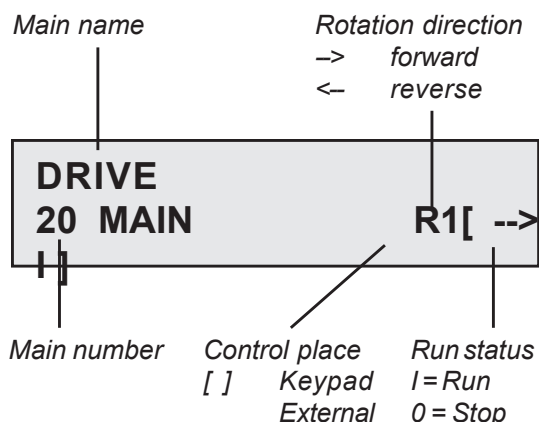 Main name
Rotation direction
–> forward
<– reverse
DRIVE
20 MAIN R1[ -->
I ]
Main number
Control place
[ ] Keypad
External
Run status
I = Run
0 = Stop